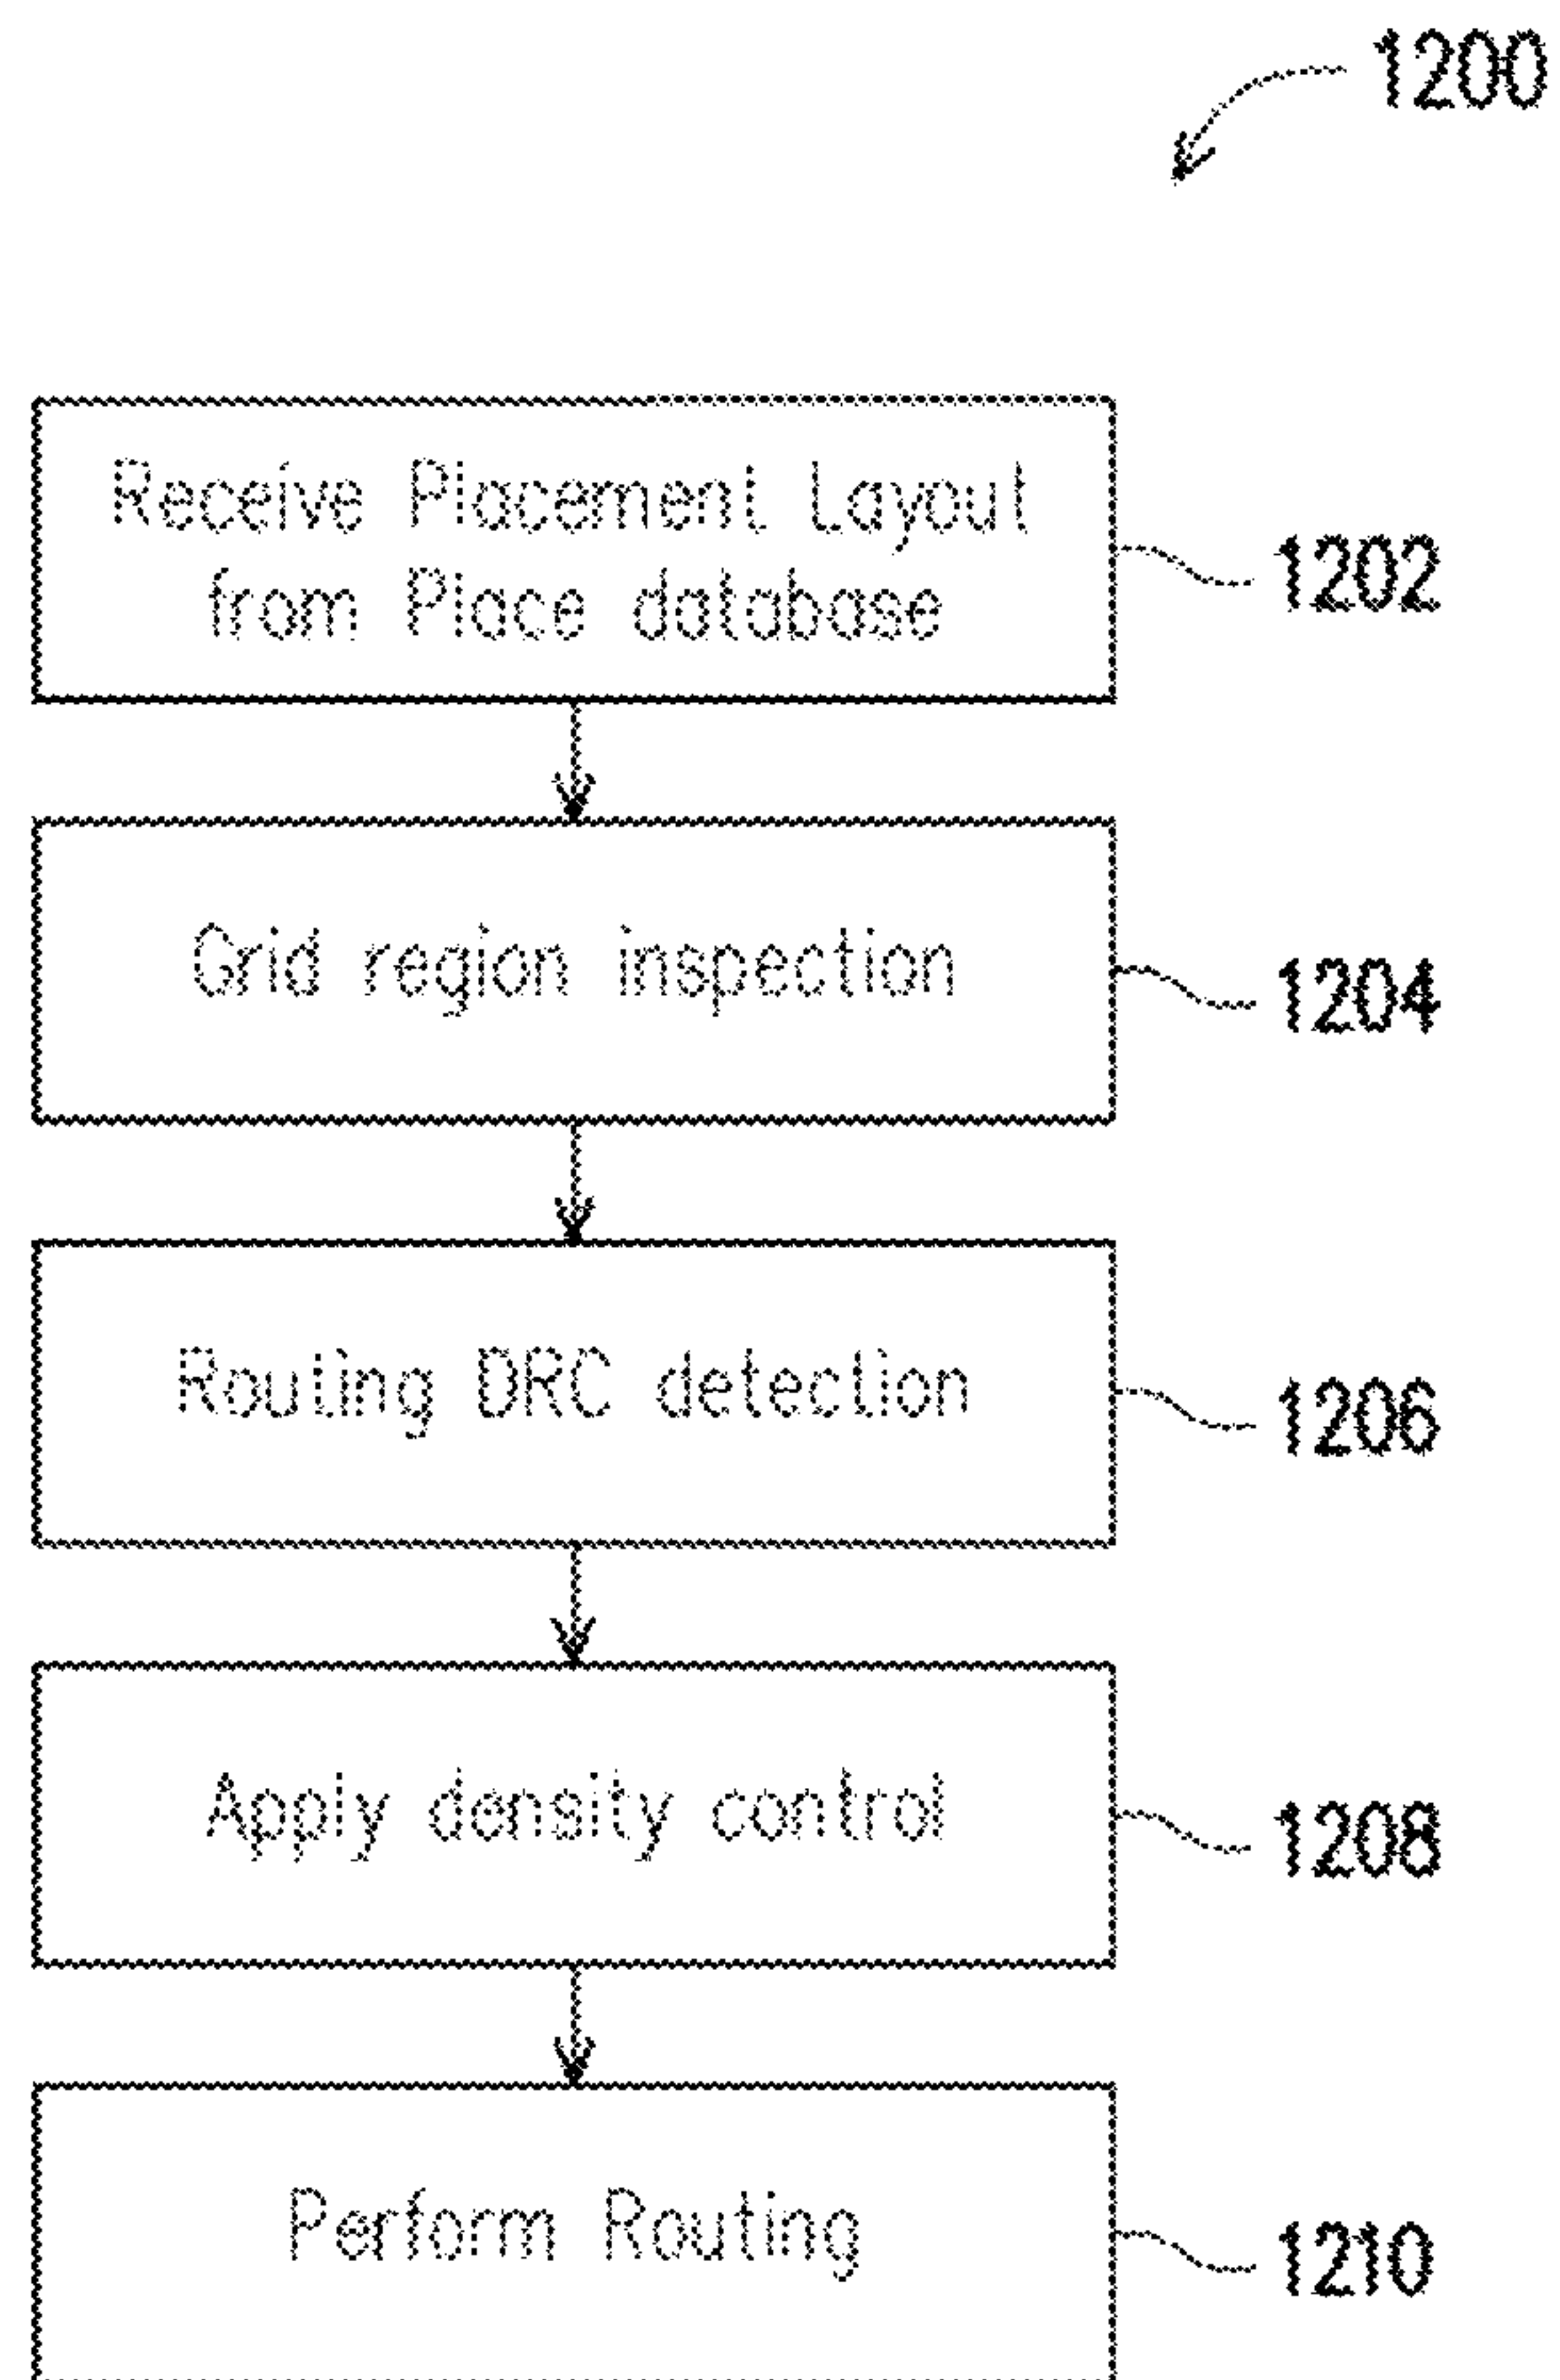 1200
Receive Placement Layout
from Place database
1202
Grid region inspection
1204
Routing DRC detection
1206
Apply density control
1208
Perform Routing
1210